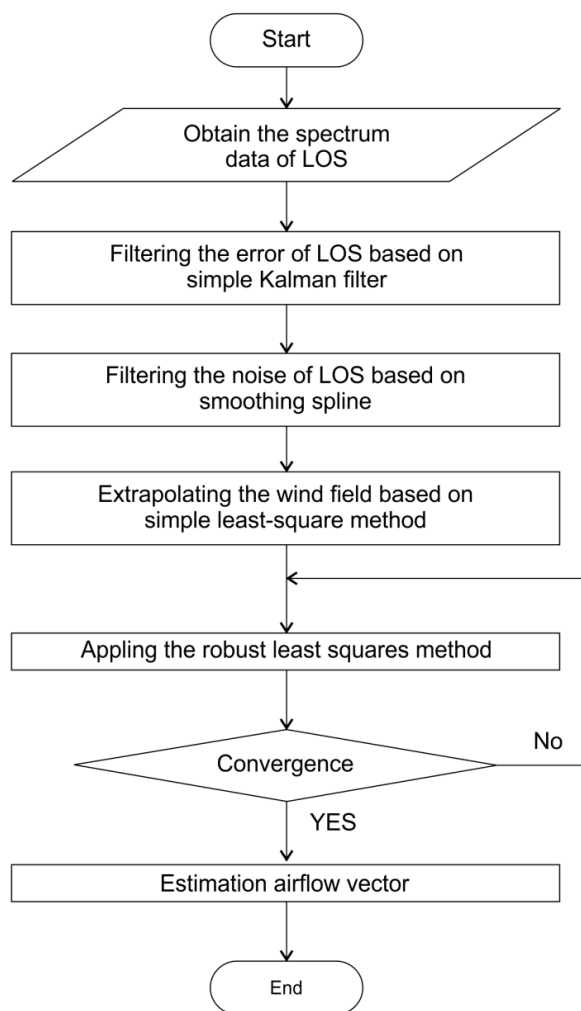 Start
Obtain the spectrum
data of LOS
Filtering the error of LOS based on
simple Kalman filter
Filtering the noise of LOS based on
smoothing spline
Extrapolating the wind field based on
simple least-square method
Appling the robust least squares method
Convergence
No
YES
Estimation airflow vector
End